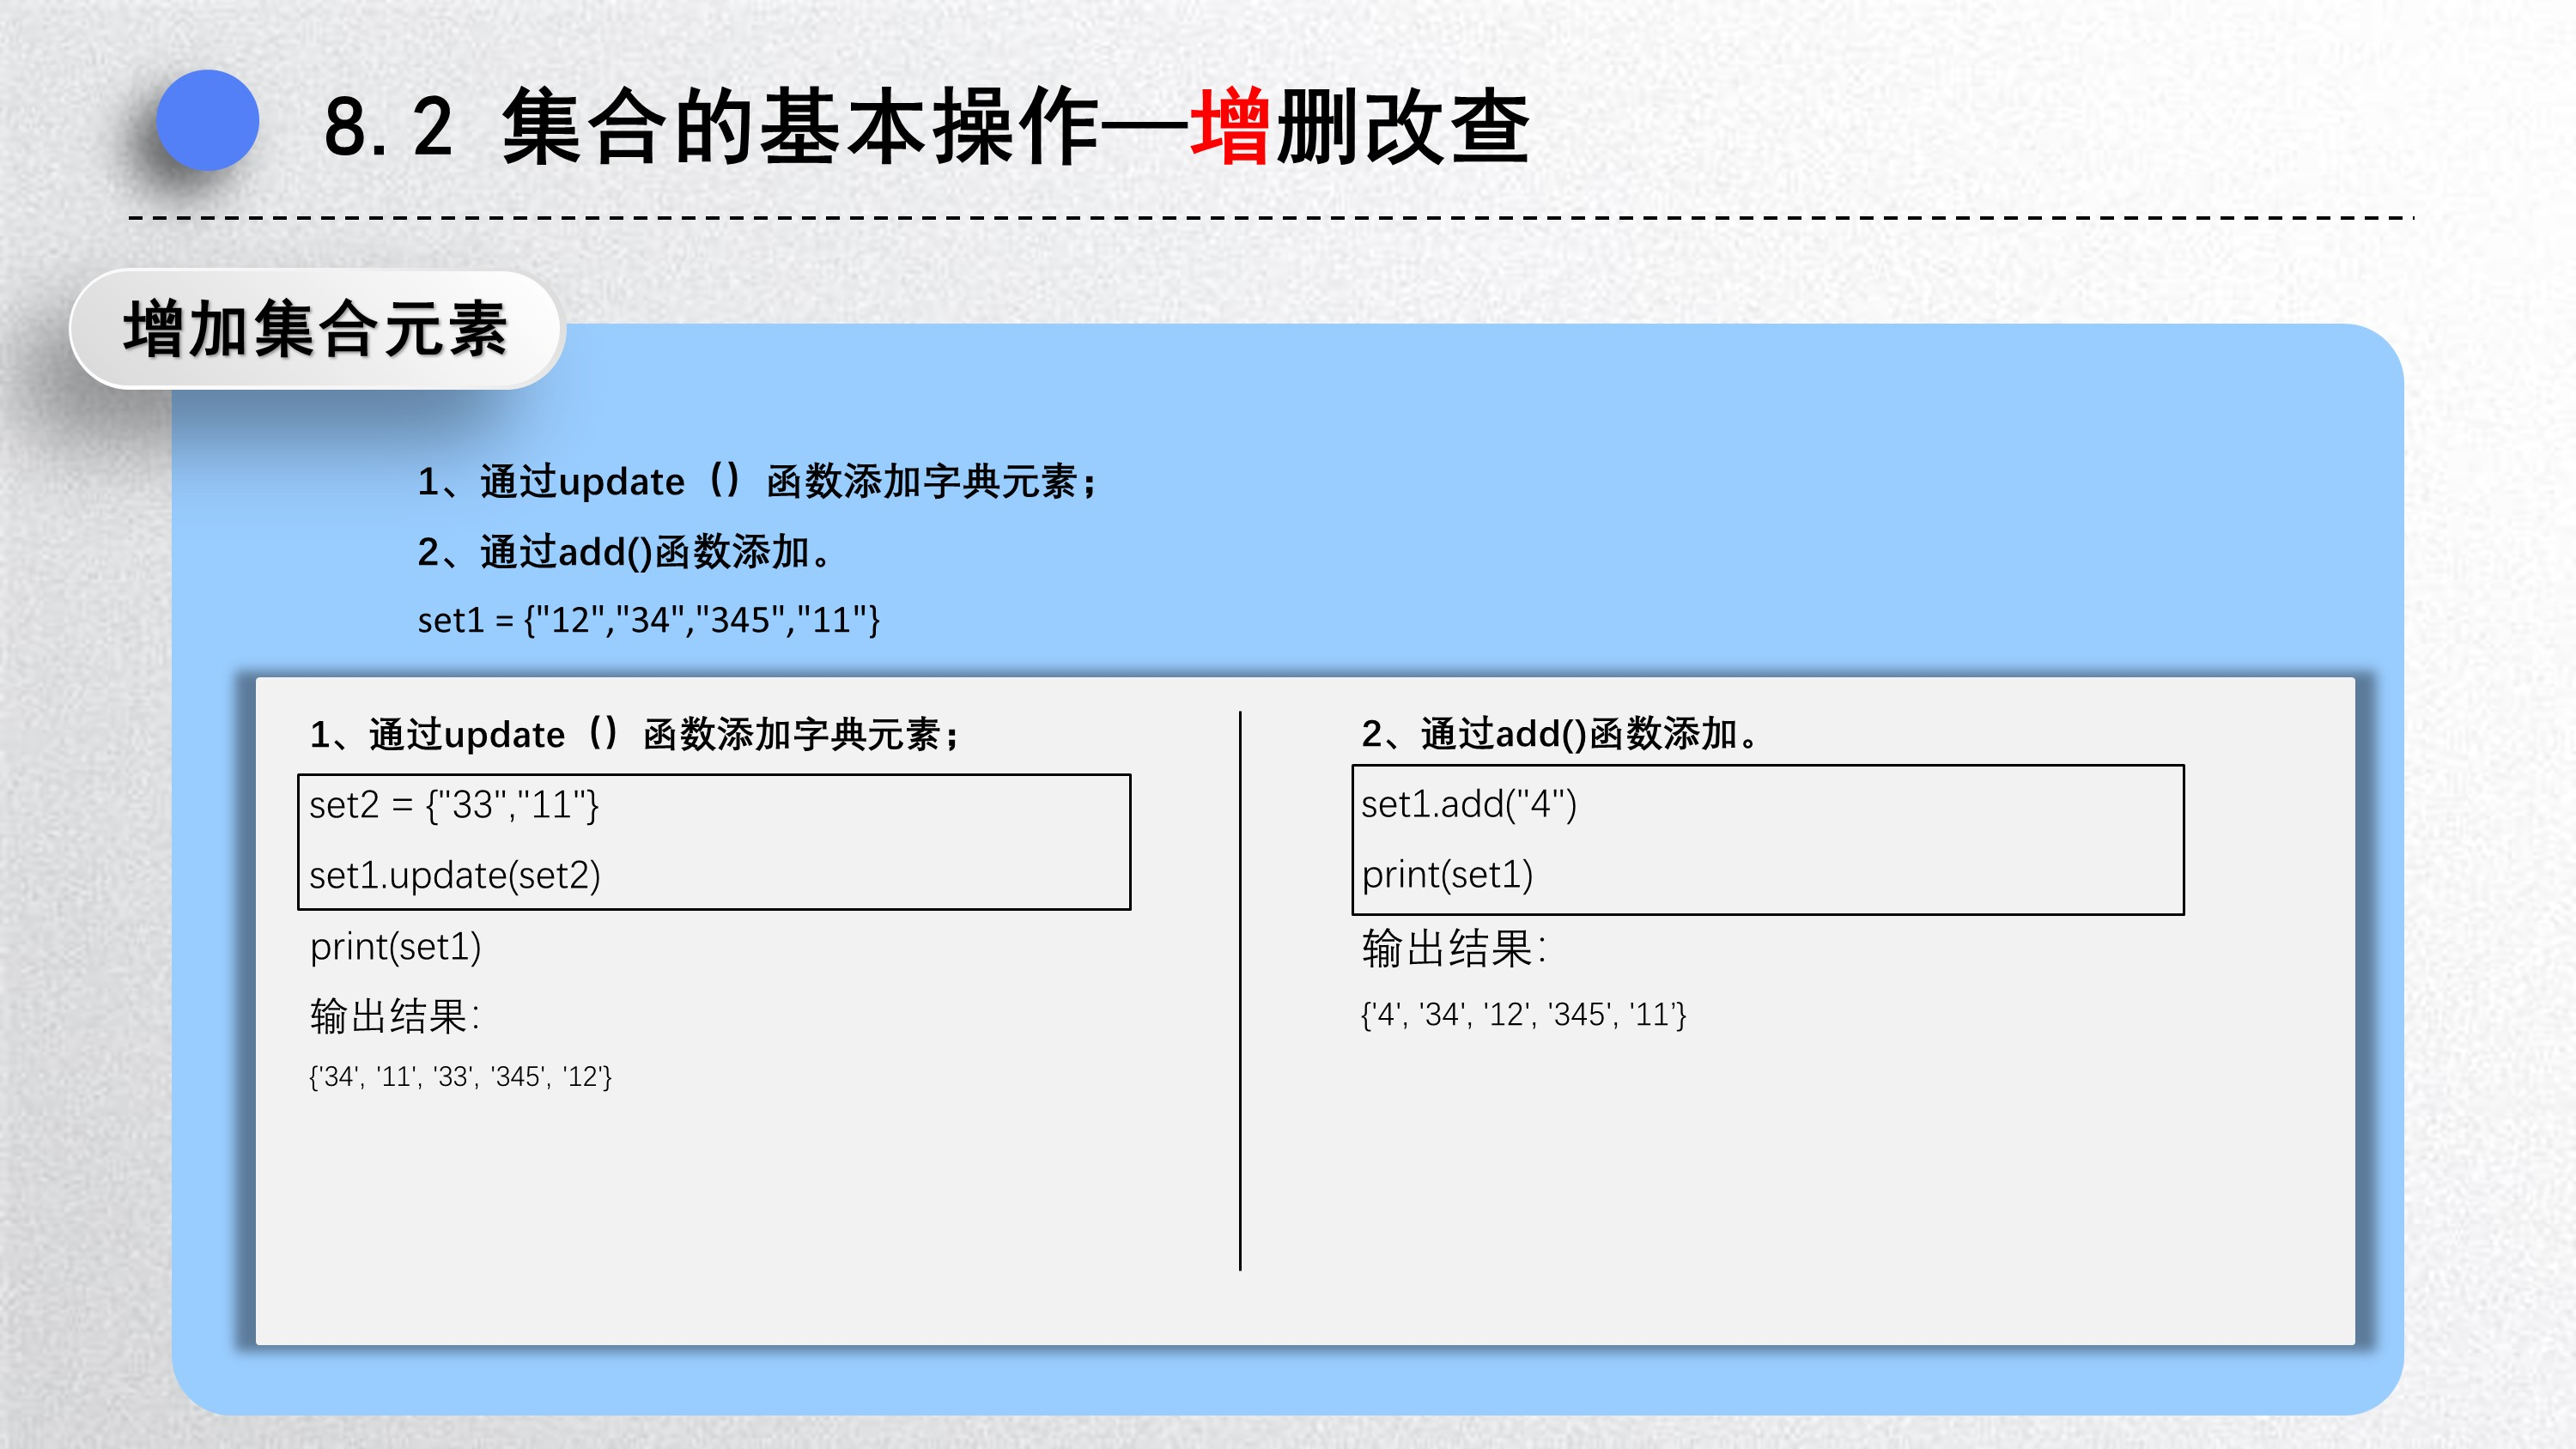 8.2 集合的基本操作—增删改查
增加集合元素
1、通过update（）函数添加字典元素；
2、通过add()函数添加。
set1 = {"12","34","345","11"}
1、通过update（）函数添加字典元素；
set2 = {"33","11"}
set1.update(set2)
print(set1)
输出结果：
{'34', '11', '33', '345', '12'}
2、通过add()函数添加。
set1.add("4")
print(set1)
输出结果：
{'4', '34', '12', '345', '11’}